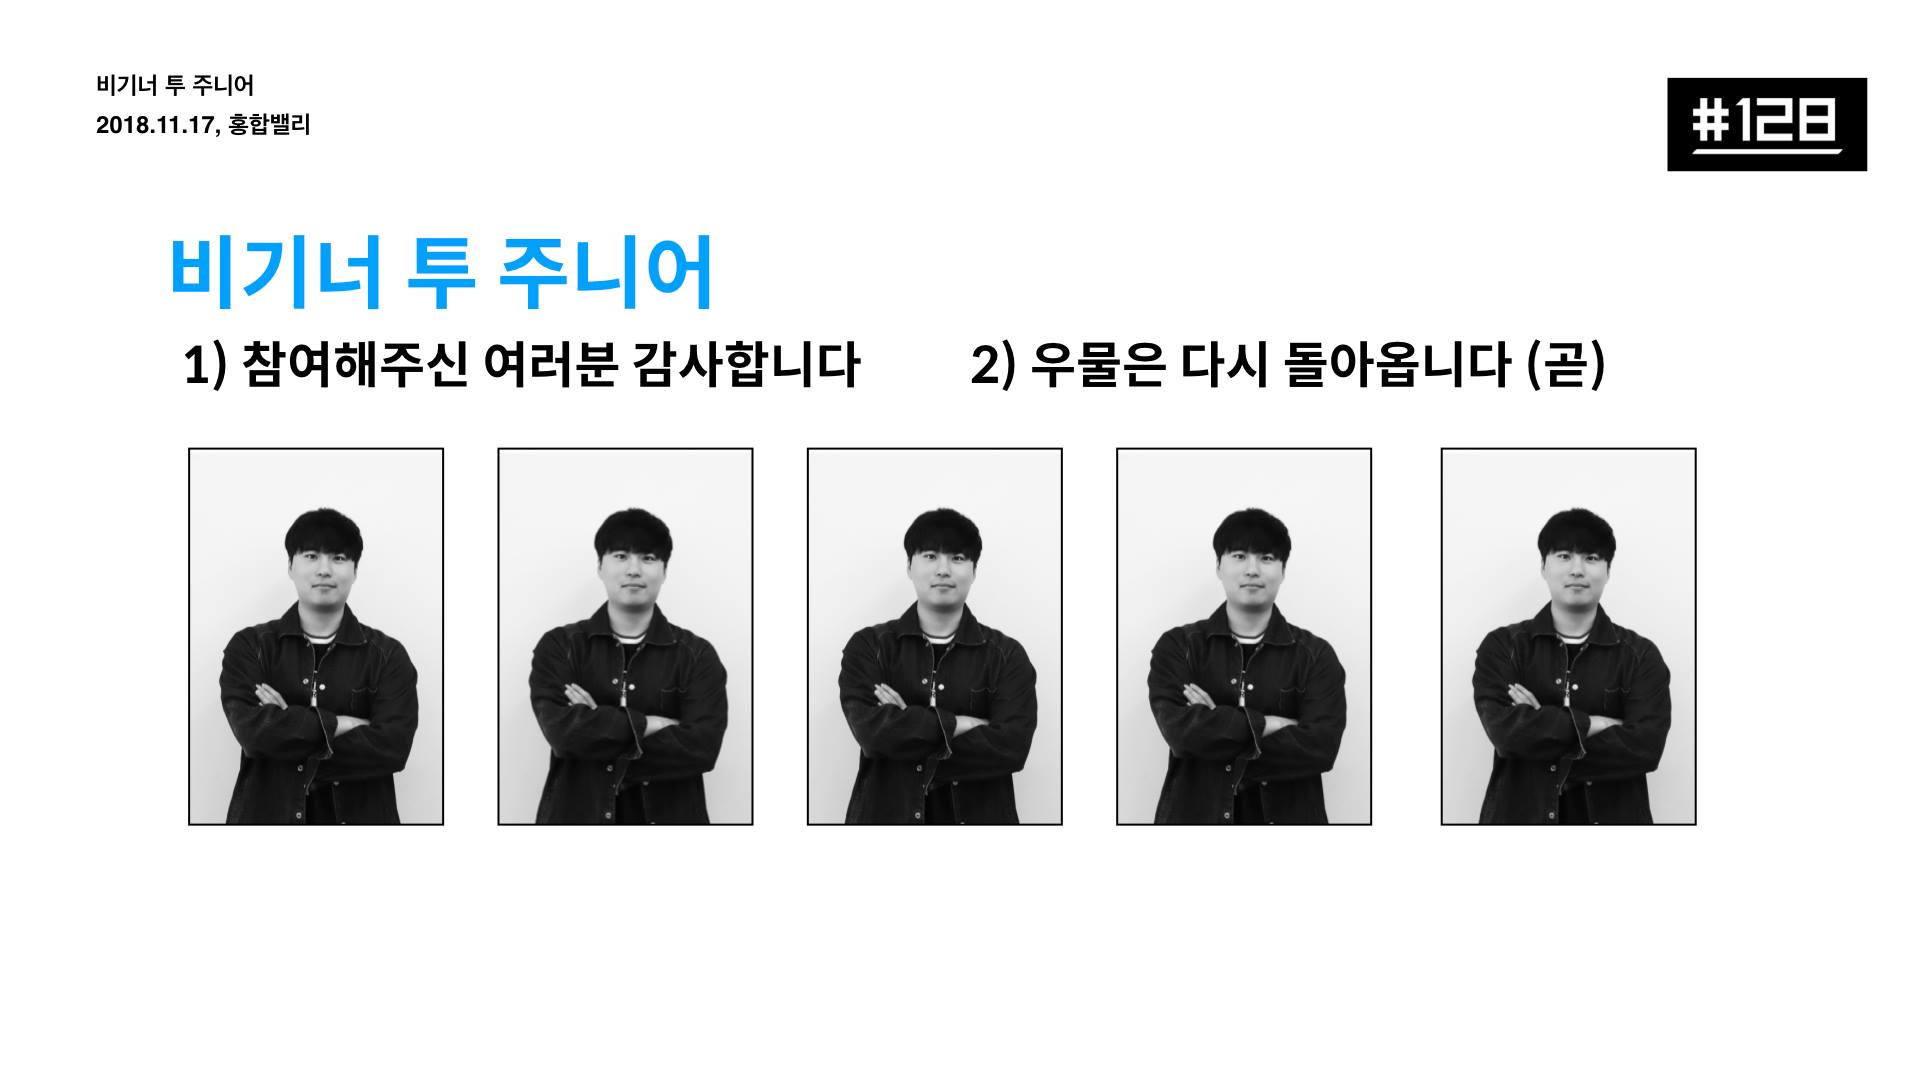 비기너 투 주니어
2018.11.17, 홍합밸리
#128
비기너 투 주니어
1) 참여해주신 여러분 감사합니다
2) 우물은 다시 돌아옵니다 (곧)